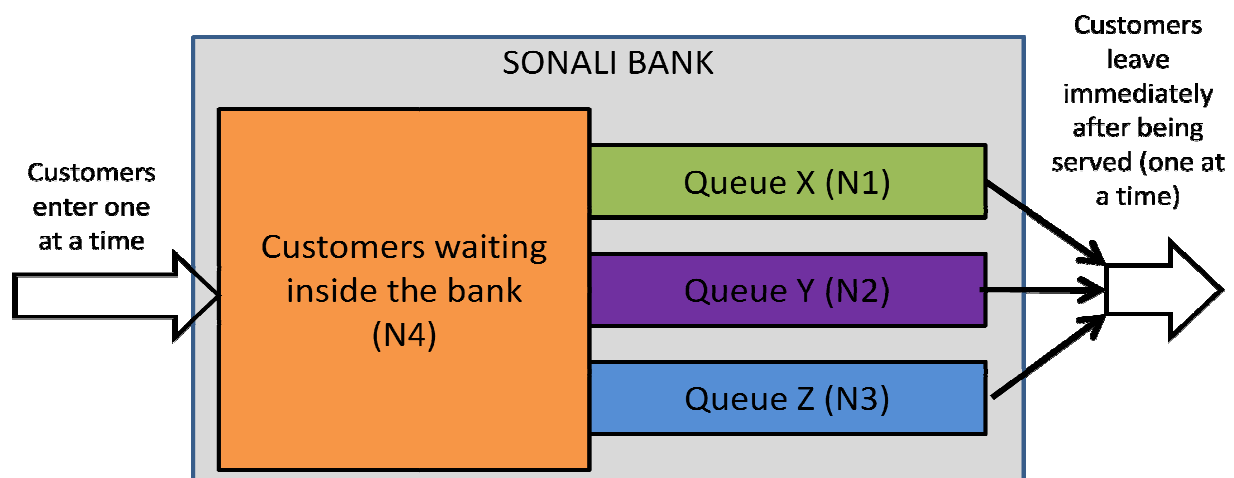 SONALI BANK
Customers
enter one
at a time
Customers waiting
inside the bank
(N4)
Queue X (N1)
Queue Y (N2)
Queue Z (N3)
Customers
leave
immediately
after being
served (one at
a time)